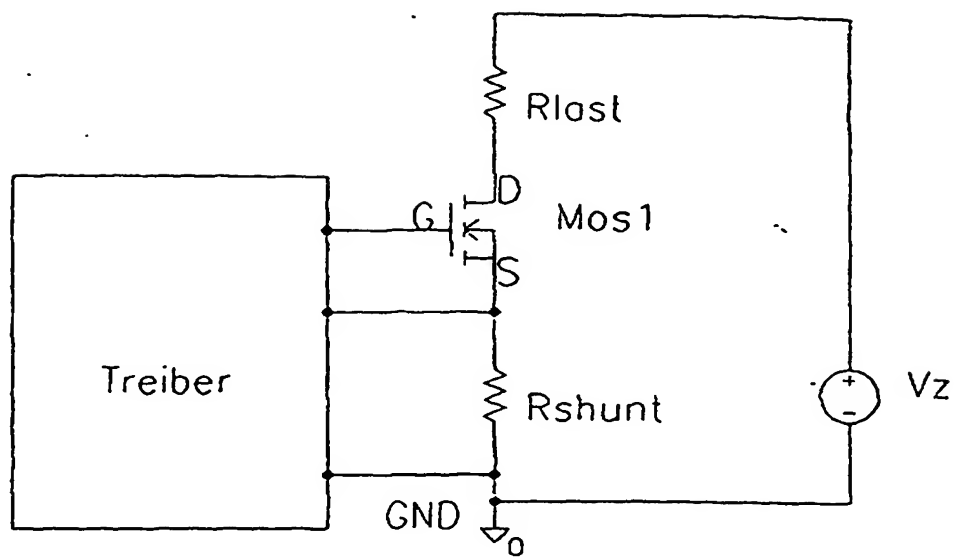 Rlast
D
G
Mos1
S
Treiber
Rshunt
+
-
Vz
GND
0